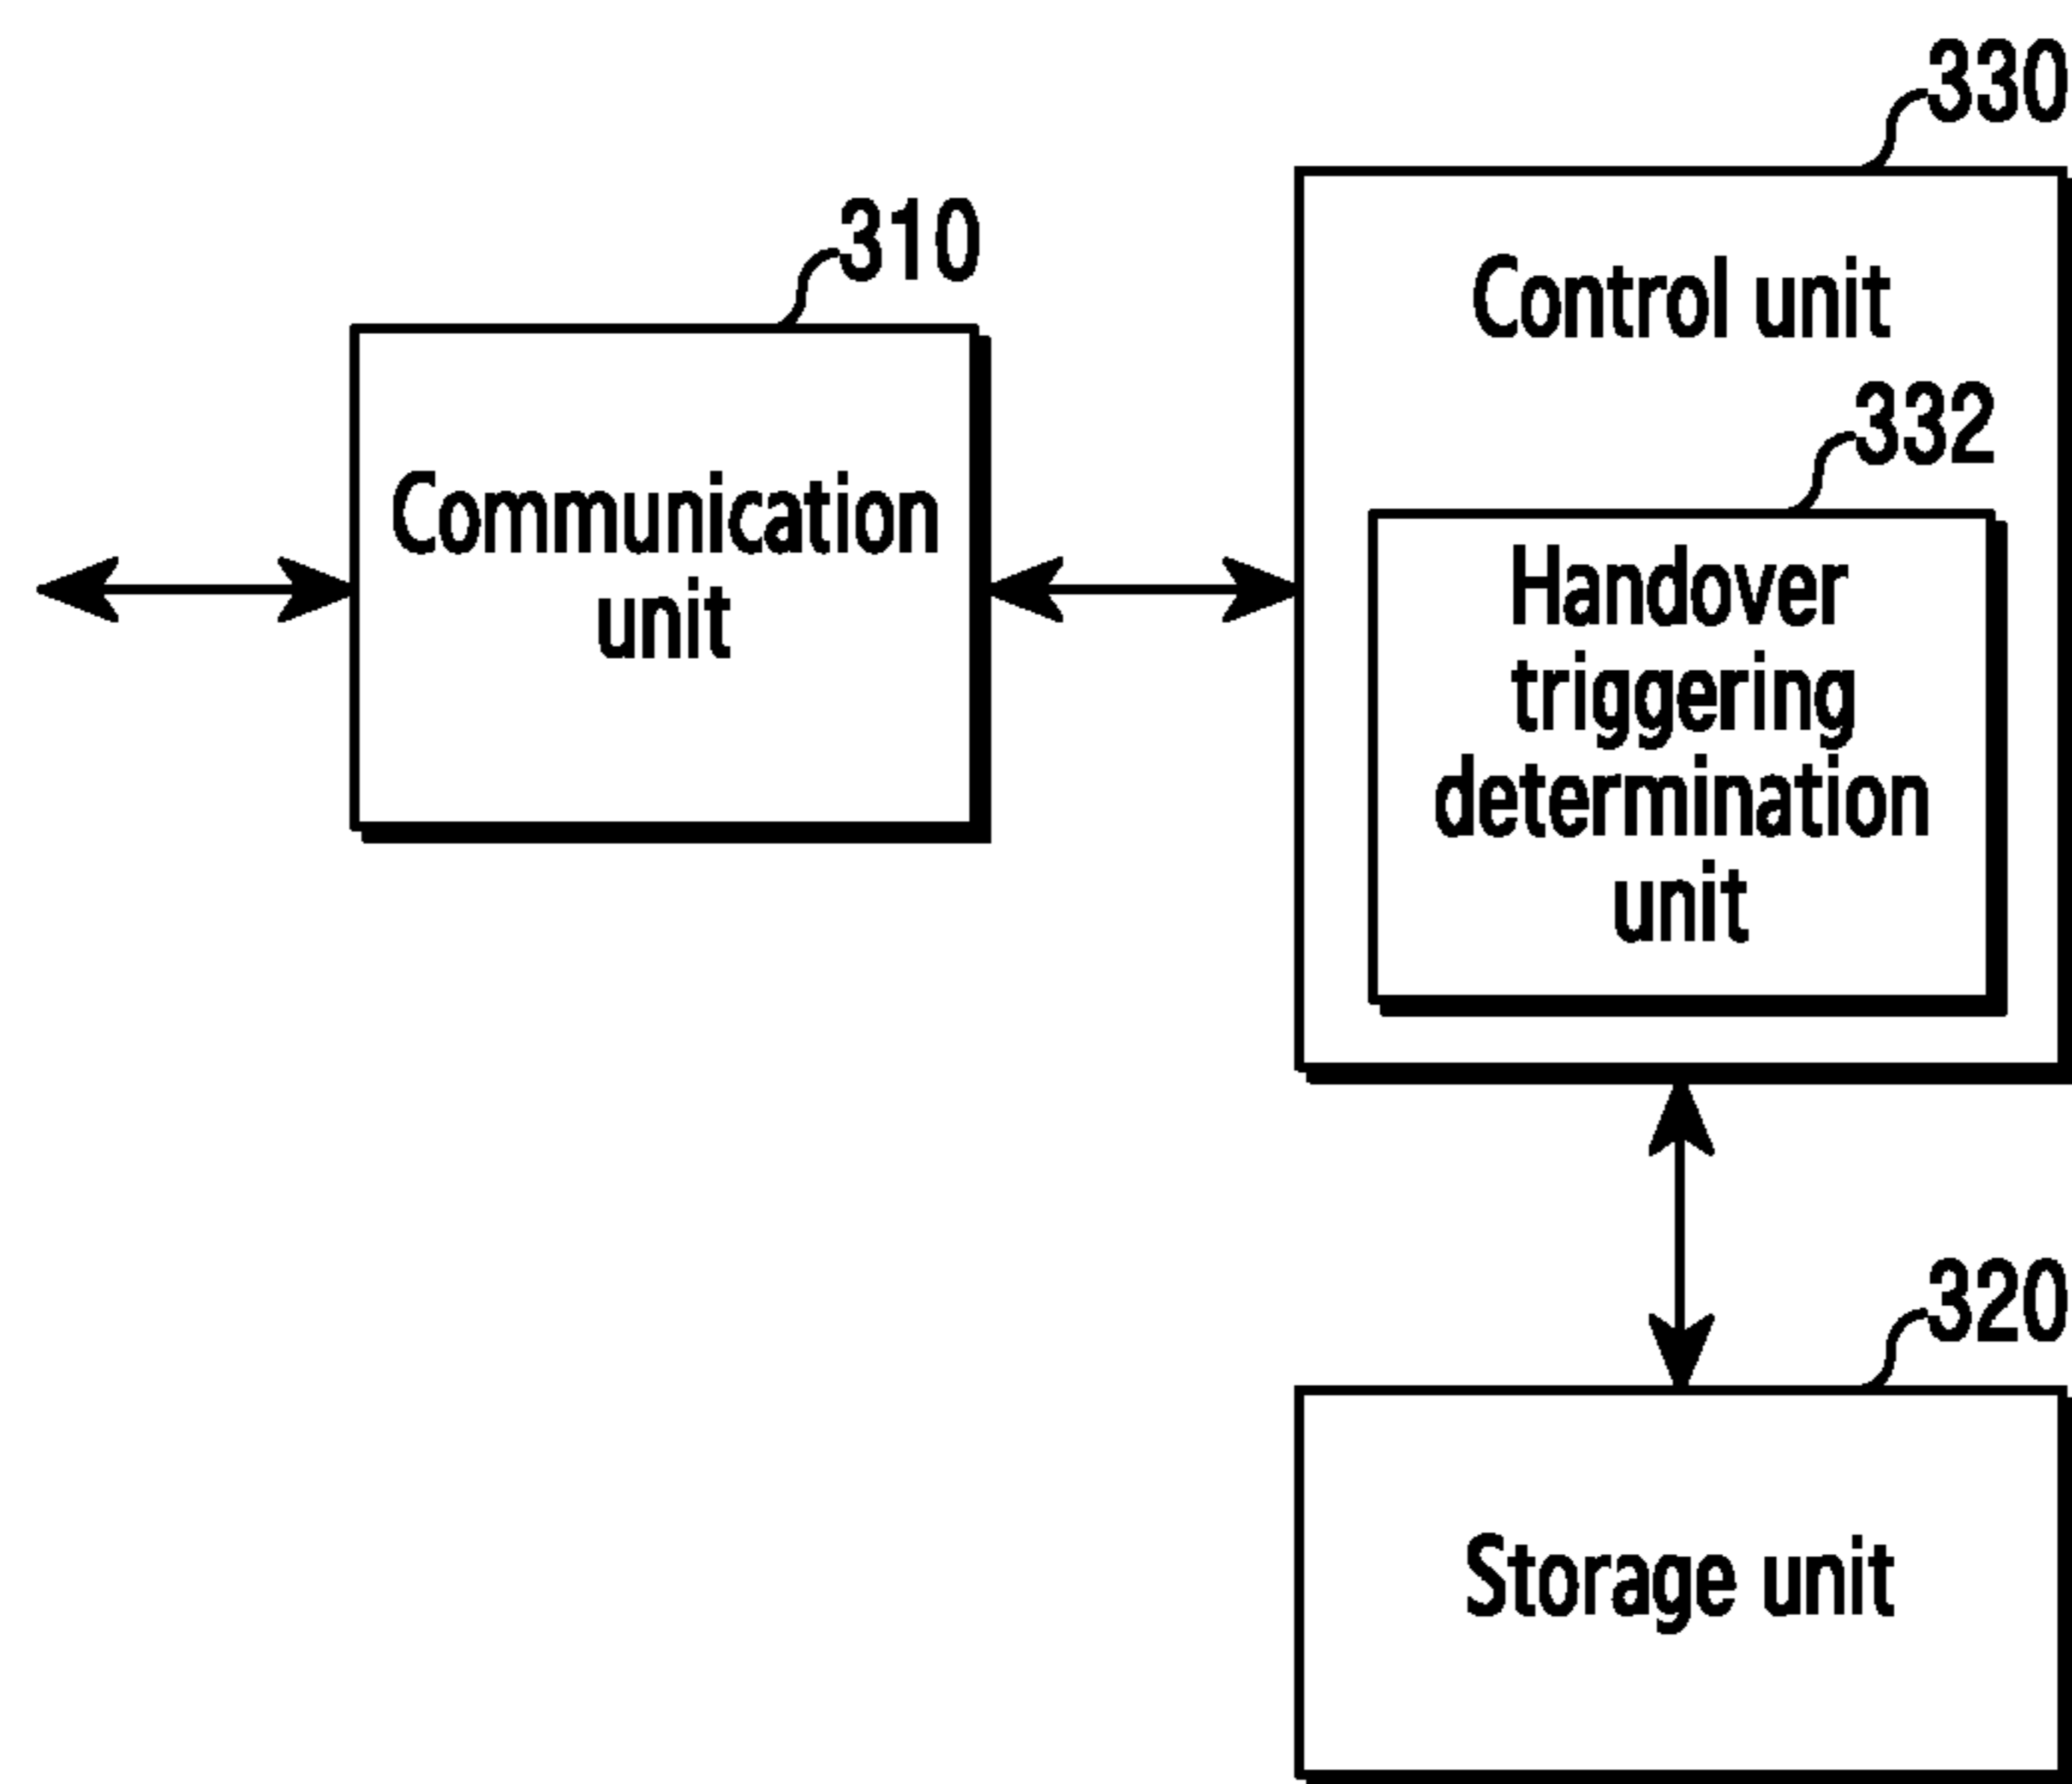 330
310
Control unit
332
Communication
unit
Handover
triggering
determination
unit
320
Storage unit